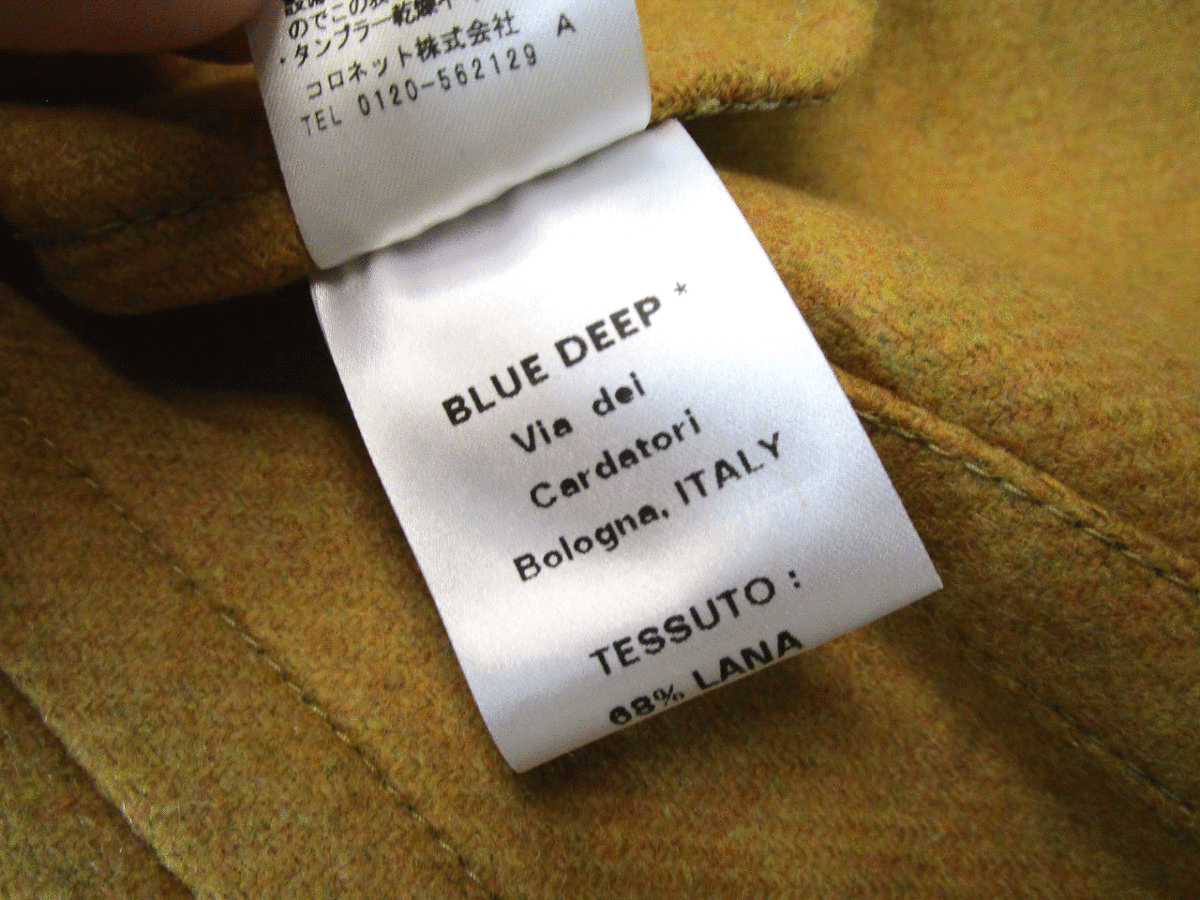 のでこの
・タンブラー乾燥
コロネット株式会社 A
TEL 0120-562129
BLUE DEEP *
Via dei
Cardatori
Bologna, ITALY
TESSUTO :
68% LANA